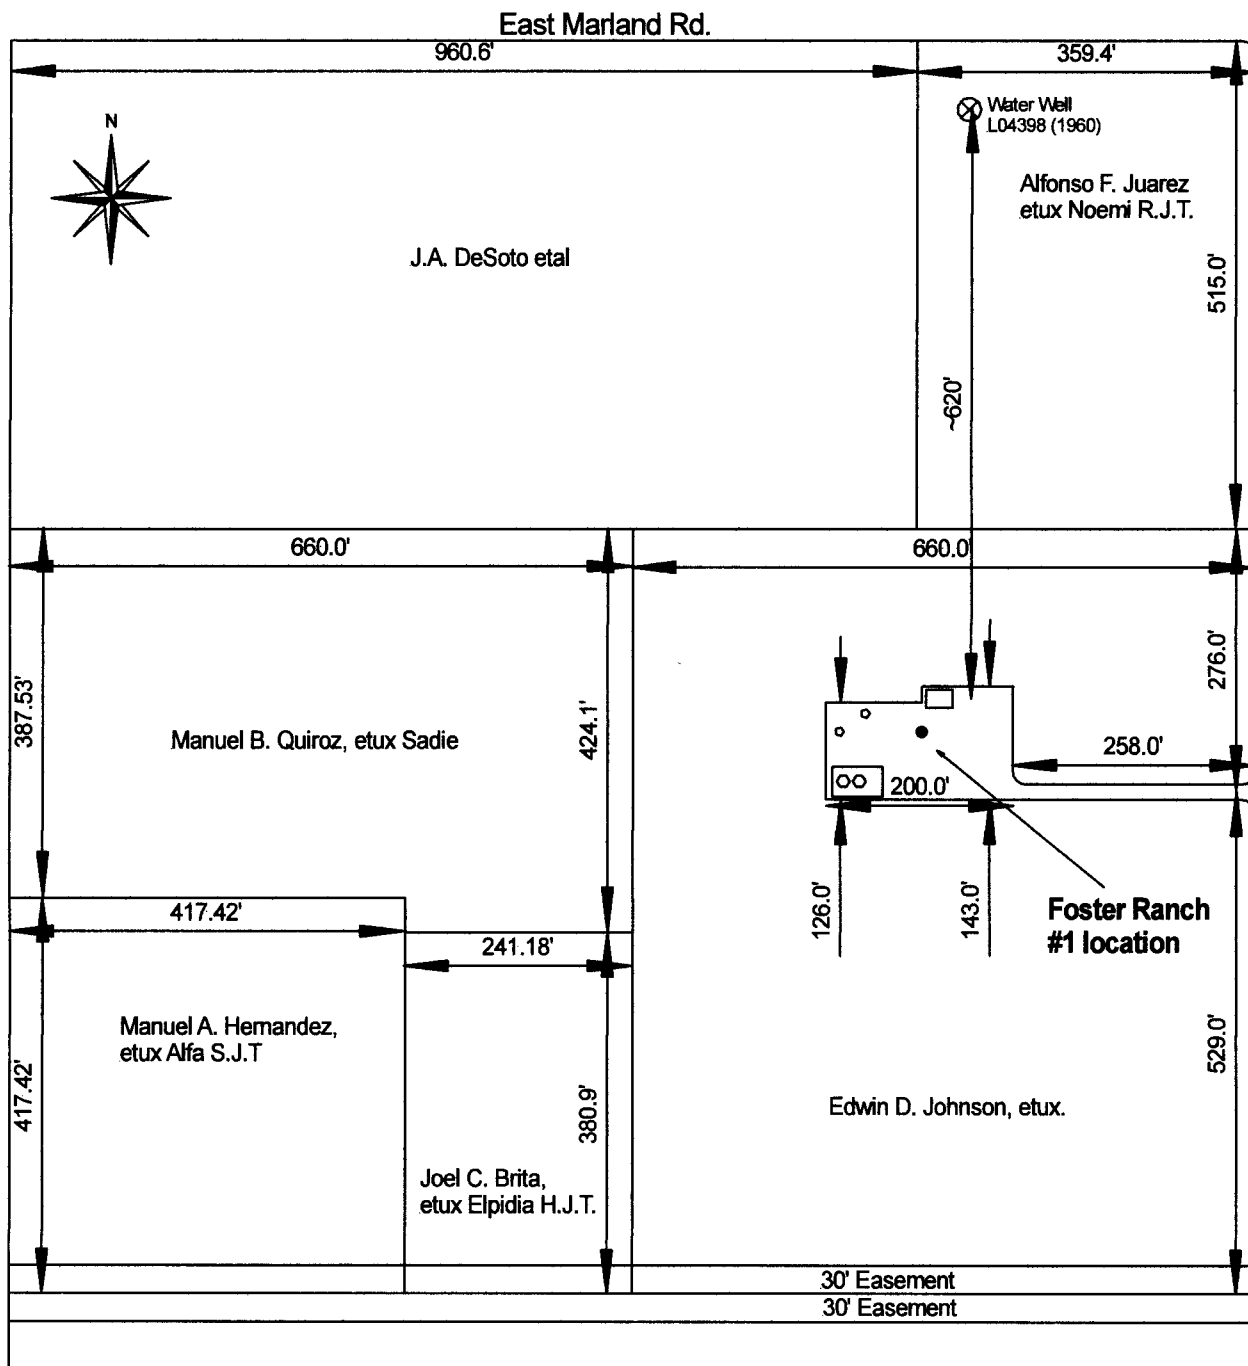 East Marland Rd.
960.6'
359.4'
N
Water Well
L04398 (1960)
Alfonso F. Juarez
etux Noemi R.J.T.
J.A. DeSoto etal
515.0'
~620'
660.0'
660.0'
387.53'
424.1'
276.0'
Manuel B. Quiroz, etux Sadie
258.0'
200.0'
126.0'
143.0'
Foster Ranch
#1 location
417.42'
241.18'
Manuel A. Hernandez,
etux Alfa S.J.T
417.42'
380.9'
529.0'
Edwin D. Johnson, etux.
Joel C. Brita,
etux Elpidia H.J.T.
30' Easement
30' Easement